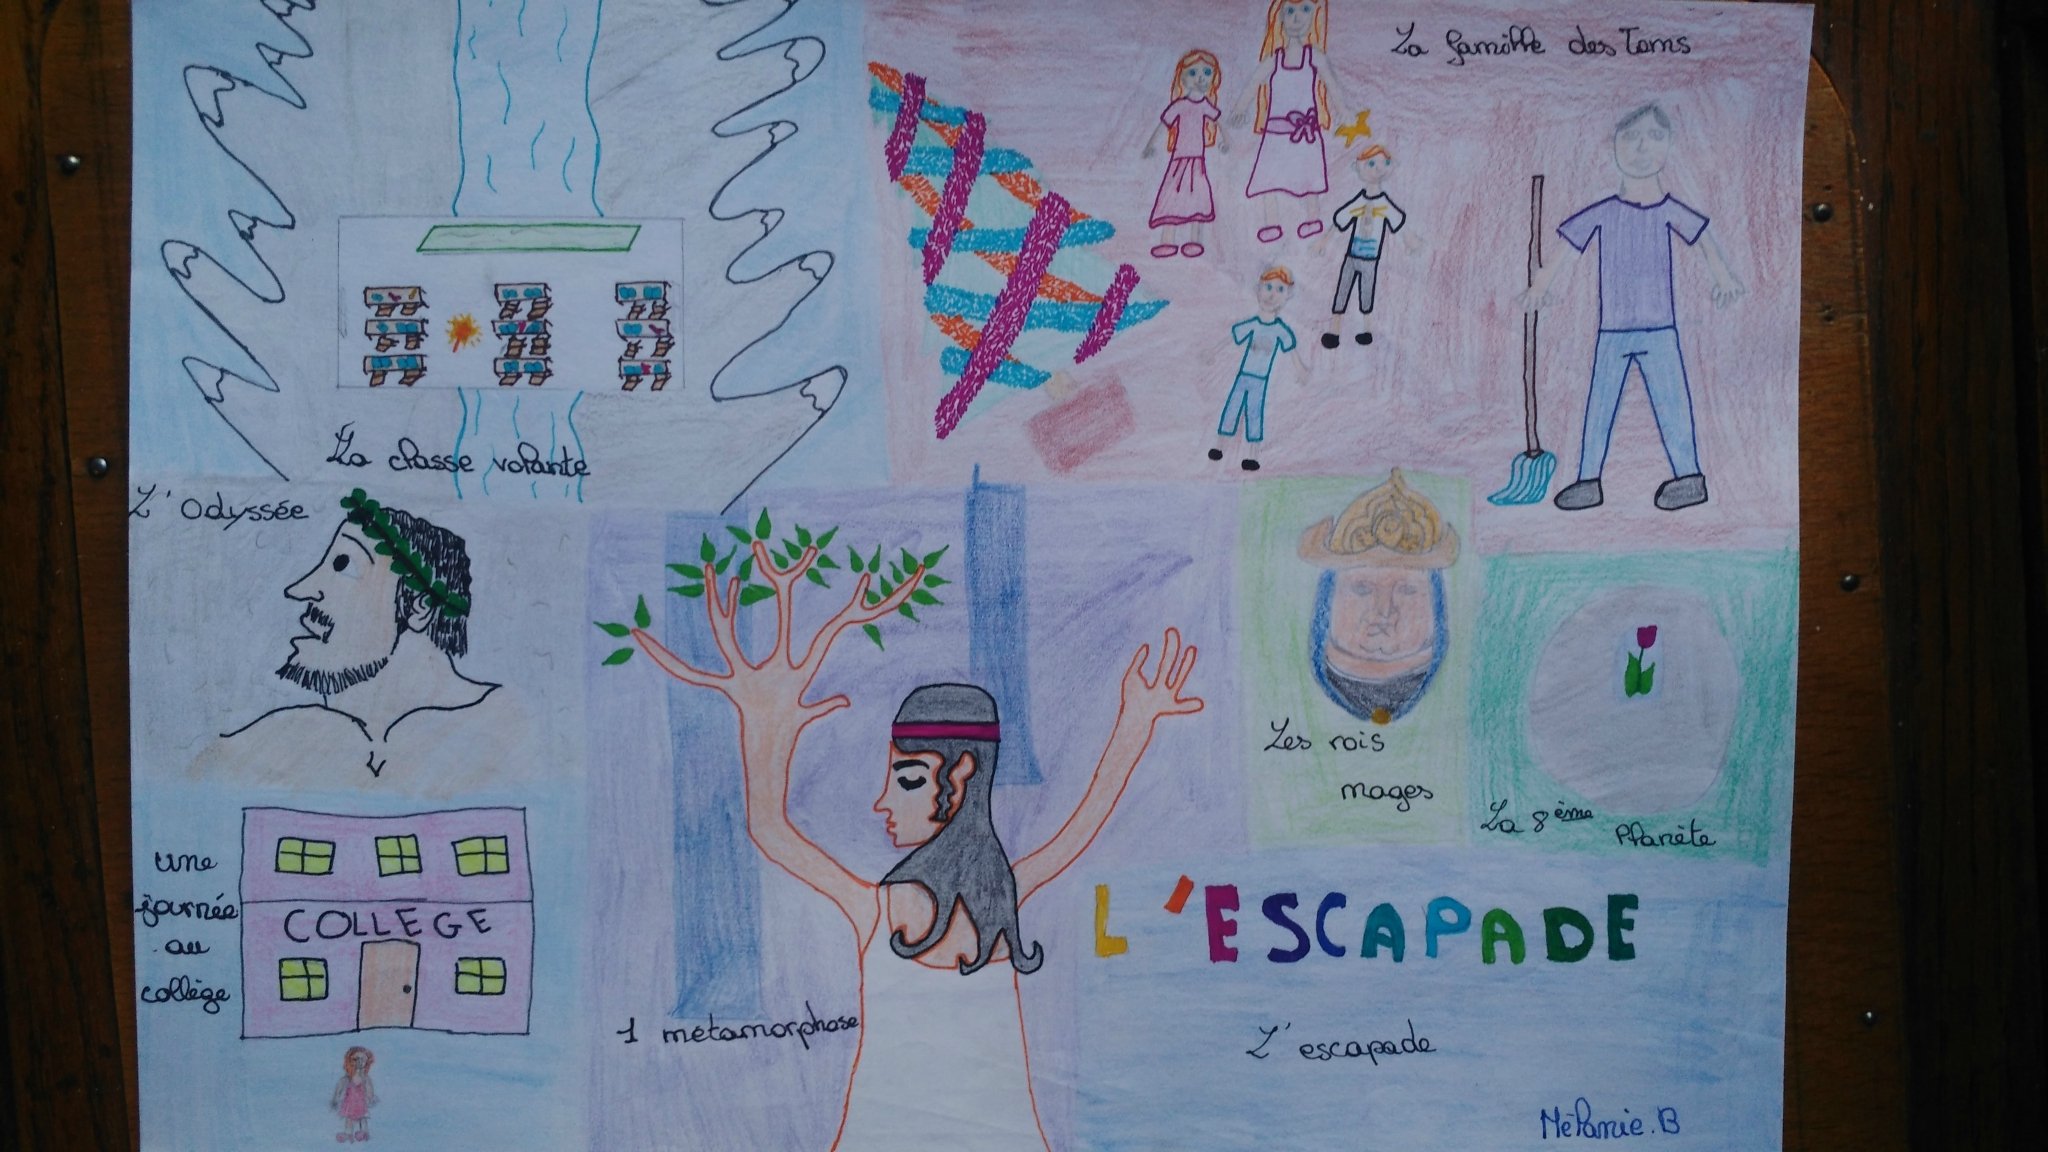 La famille des Toms
La classe volante
L'Odyssée
une
journée
au
collège
COLLEGE
1 métamorphose
Les rois
mages
La 8ème
Planète
L'ESCAPADE
L'escapade
Mélanie.B